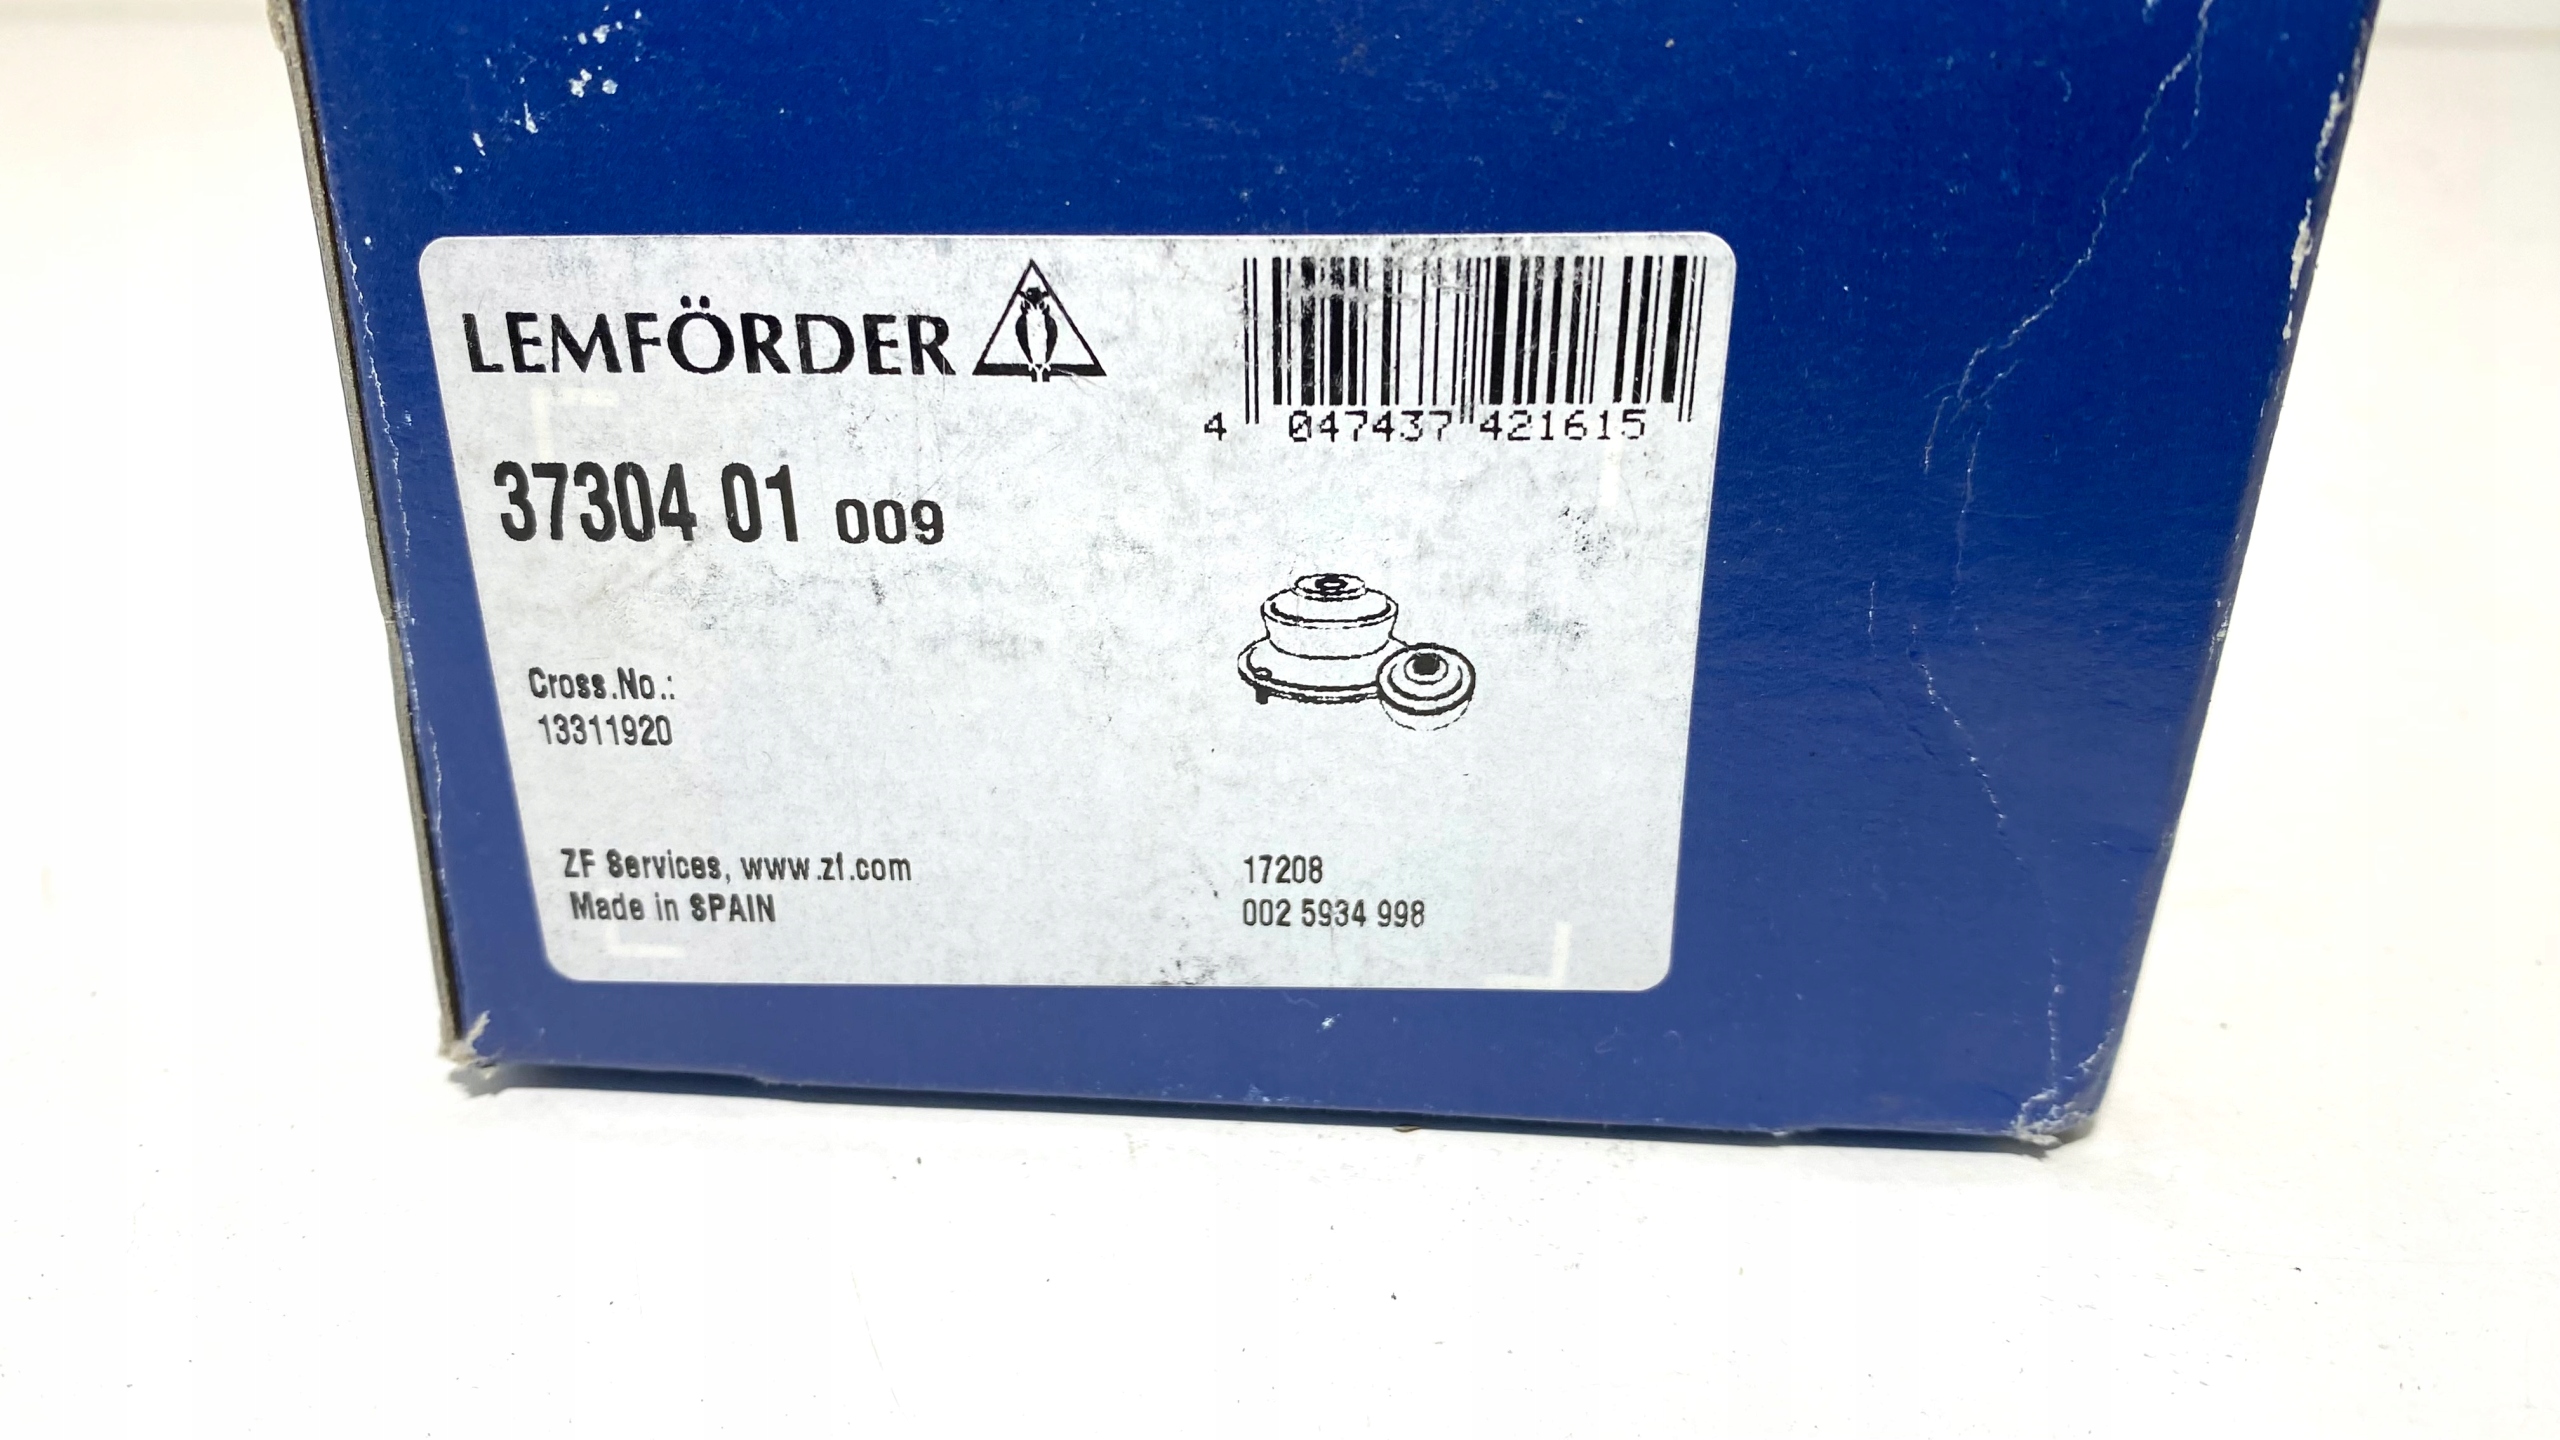 LEMFÖRDER
4 047437 421615
37304 01 009
Cross.No.:
13311920
ZF Services, www.zf.com
Made in SPAIN
17208
002 5934 998